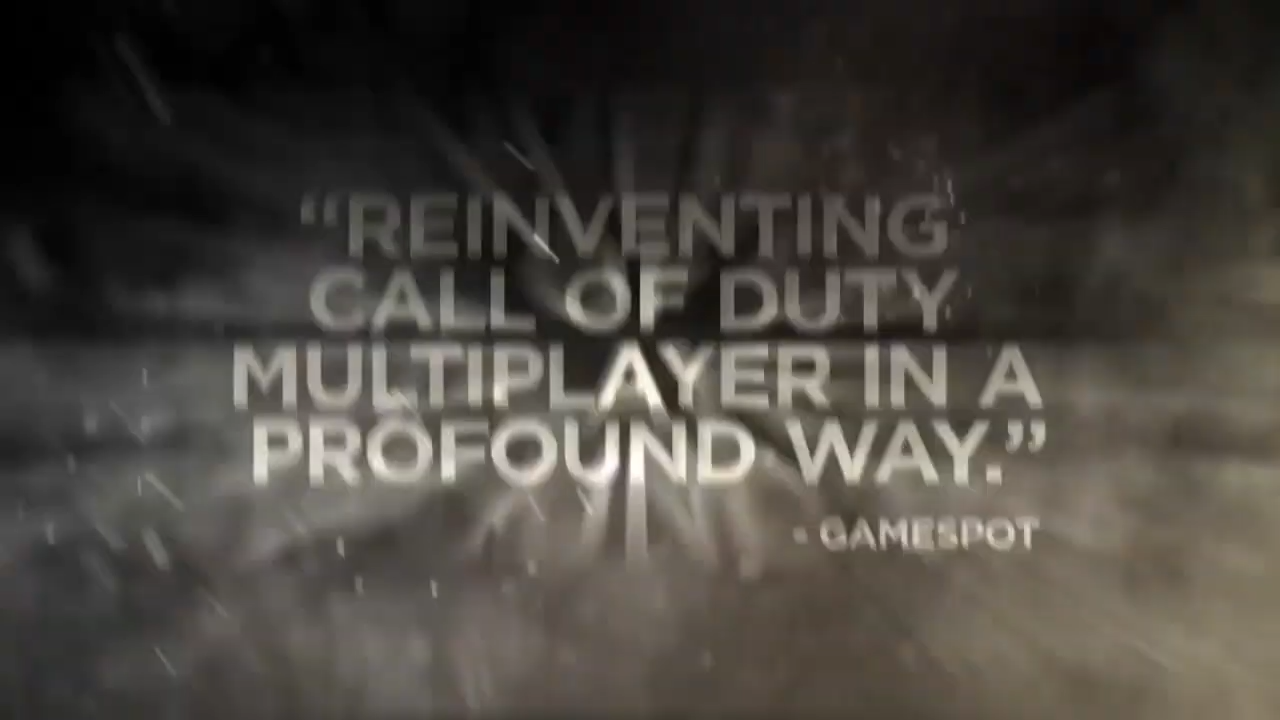 “REINVENTING
CALL OF DUTY
MULTIPLAYER IN A
PROFOUND WAY.”
- GAMESPOT